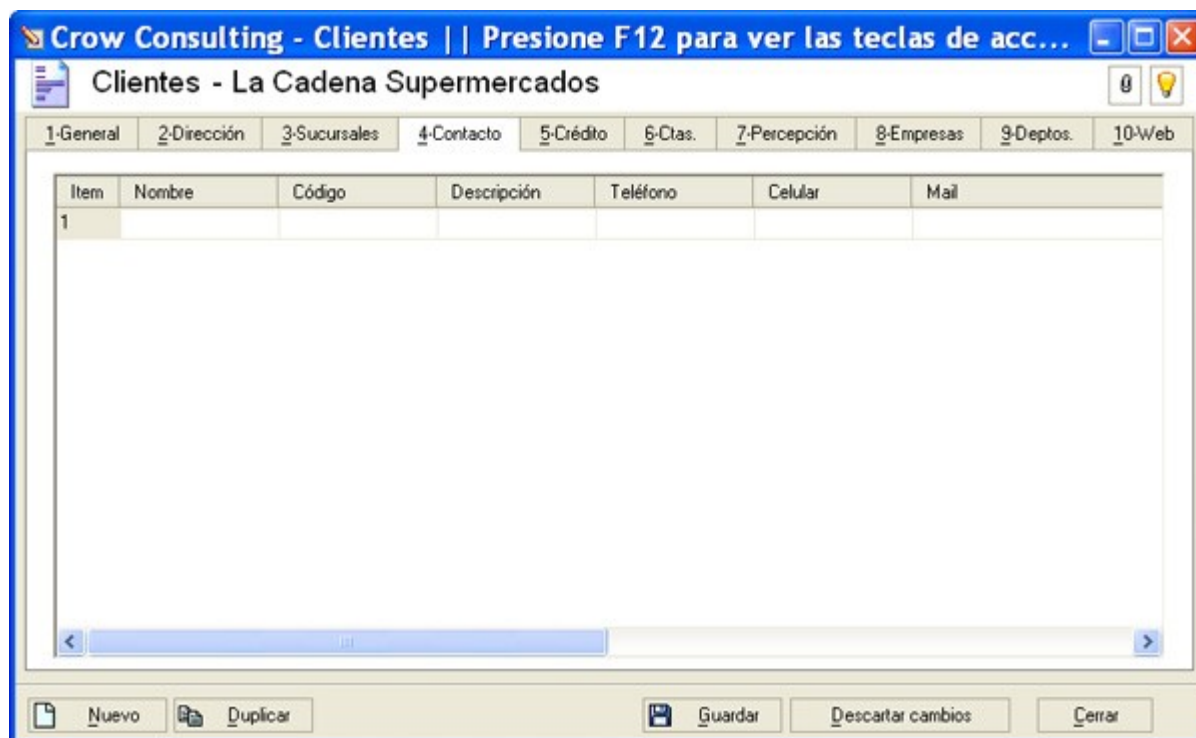 Crow Consulting - Clientes || Presione F12 para ver las teclas de acc...
Clientes - La Cadena Supermercados
1-General 2-Dirección 3-Sucursales 4-Contacto 5-Crédito 6-Ctas. 7-Percepción 8-Empresas 9-Deptos. 10-Web
Item Nombre Código Descripción Teléfono Celular Mail
1
Nuevo Duplicar Guardar Descartar cambios Cerrar